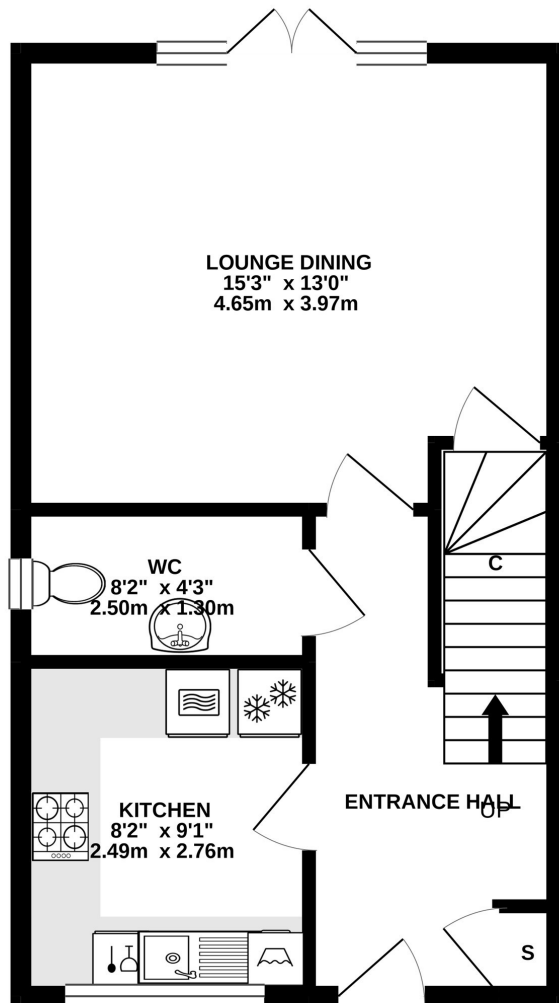 LOUNGE DINING
15'3" x 13'0"
4.65m x 3.97m
C
WC
8'2" x 4'3"
2.50m x 1.30m
ENTRANCE HALL
UP
KITCHEN
8'2" x 9'1"
2.49m x 2.76m
S